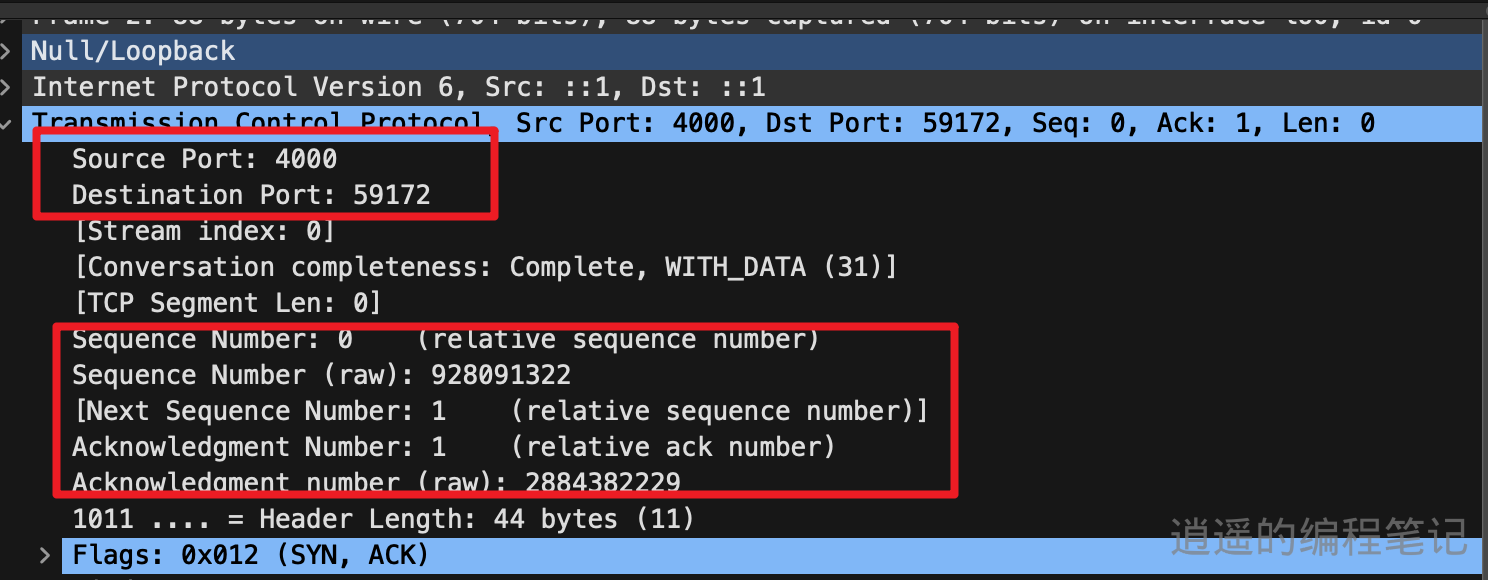 Frame 2: 88 bytes on wire (704 bits), 88 bytes captured (704 bits) on interface lo0, id 0
Null/Loopback
Internet Protocol Version 6, Src: ::1, Dst: ::1
Transmission Control Protocol, Src Port: 4000, Dst Port: 59172, Seq: 0, Ack: 1, Len: 0
Source Port: 4000
Destination Port: 59172
[Stream index: 0]
[Conversation completeness: Complete, WITH_DATA (31)]
[TCP Segment Len: 0]
Sequence Number: 0    (relative sequence number)
Sequence Number (raw): 928091322
[Next Sequence Number: 1    (relative sequence number)]
Acknowledgment Number: 1    (relative ack number)
Acknowledgment number (raw): 2884382229
1011 .... = Header Length: 44 bytes (11)
Flags: 0x012 (SYN, ACK)
逍遥的编程笔记